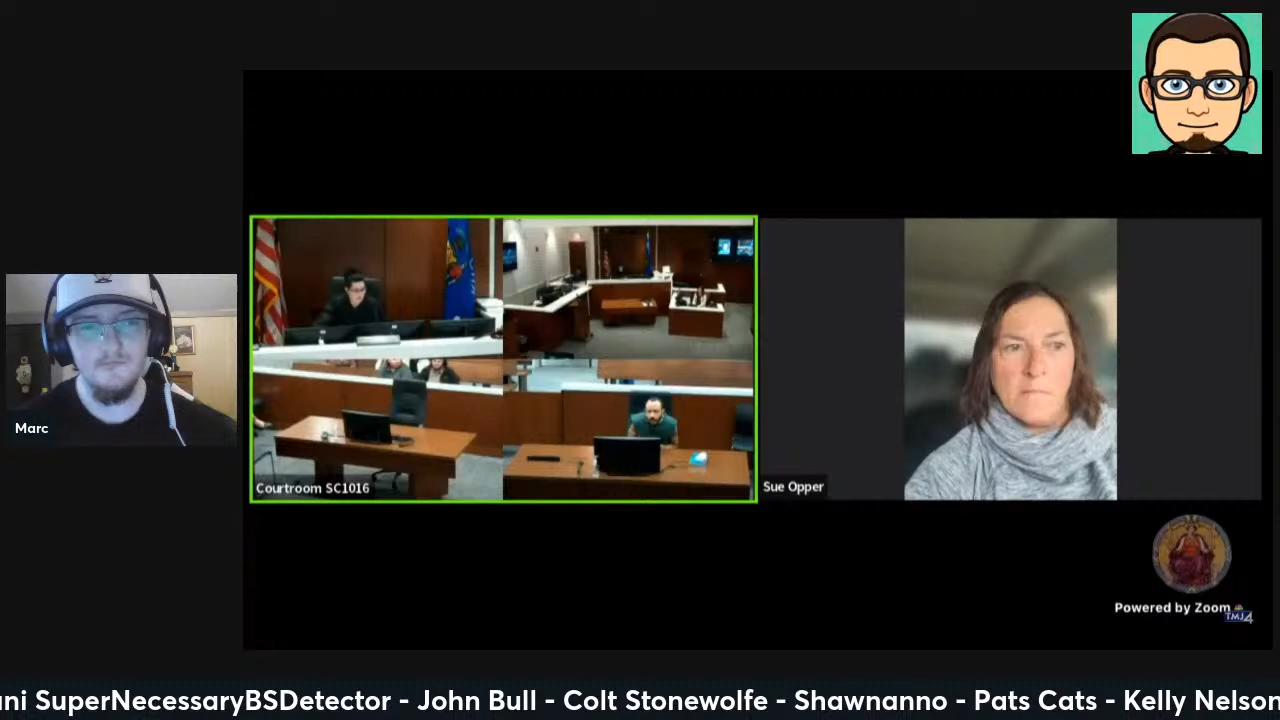 Marc
Courtroom SC1016
Sue Opper
Powered by Zoom
TMJ4
ani SuperNecessaryBSDetector - John Bull - Colt Stonewolfe - Shawnanno - Pats Cats - Kelly Nelson